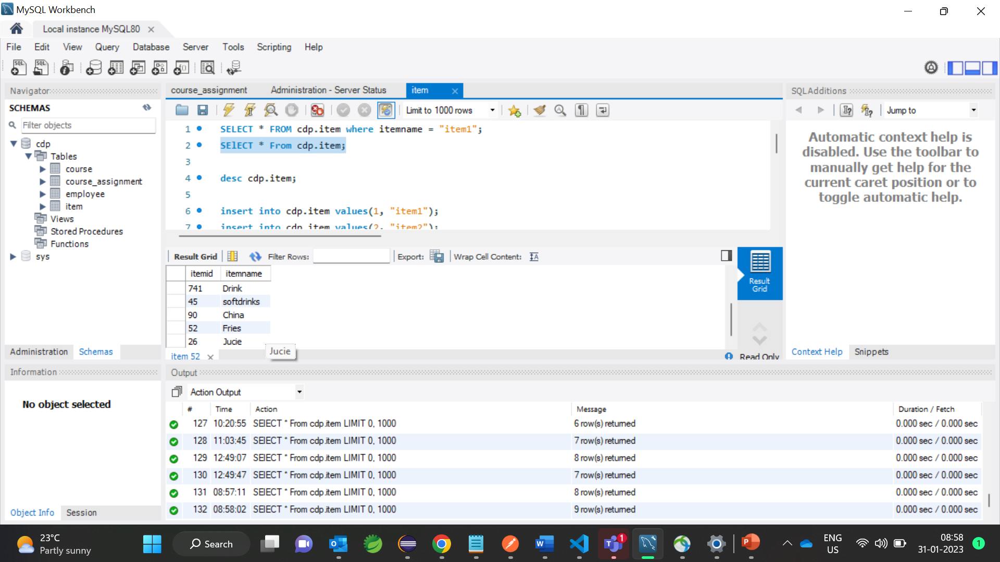 MySQL Workbench
Local instance MySQL80
File Edit View Query Database Server Tools Scripting Help
Navigator
SCHEMAS
Filter objects
cdp
Tables
course
course_assignment
employee
item
Views
Stored Procedures
Functions
sys
Administration Schemas
Information
No object selected
Object Info Session
course_assignment Administration - Server Status item
Limit to 1000 rows
1 SELECT * FROM cdp.item where itemname = "item1";
2 SElECT * From cdp.item;
3
4 desc cdp.item;
5
6 insert into cdp.item values(1, "item1");
7 insert into cdp.item values(2, "item2");
Result Grid Filter Rows: Export: Wrap Cell Content:
itemid itemname
741 Drink
45 softdrinks
90 China
52 Fries
26 Jucie
Jucie
item 52
Result
Grid
Read Only
SQLAdditions
Jump to
Automatic context help is
disabled. Use the toolbar to
manually get help for the
current caret position or to
toggle automatic help.
Context Help Snippets
Output
Action Output
# Time Action Message Duration / Fetch
127 10:20:55 SElECT * From cdp.item LIMIT 0, 1000 6 row(s) returned 0.000 sec / 0.000 sec
128 11:03:45 SElECT * From cdp.item LIMIT 0, 1000 7 row(s) returned 0.000 sec / 0.000 sec
129 12:49:07 SElECT * From cdp.item LIMIT 0, 1000 8 row(s) returned 0.000 sec / 0.000 sec
130 12:49:47 SElECT * From cdp.item LIMIT 0, 1000 7 row(s) returned 0.000 sec / 0.000 sec
131 08:57:11 SElECT * From cdp.item LIMIT 0, 1000 8 row(s) returned 0.000 sec / 0.000 sec
132 08:58:02 SElECT * From cdp.item LIMIT 0, 1000 9 row(s) returned 0.000 sec / 0.000 sec
23°C
Partly sunny
Search
1
ENG
US
08:58
31-01-2023
1